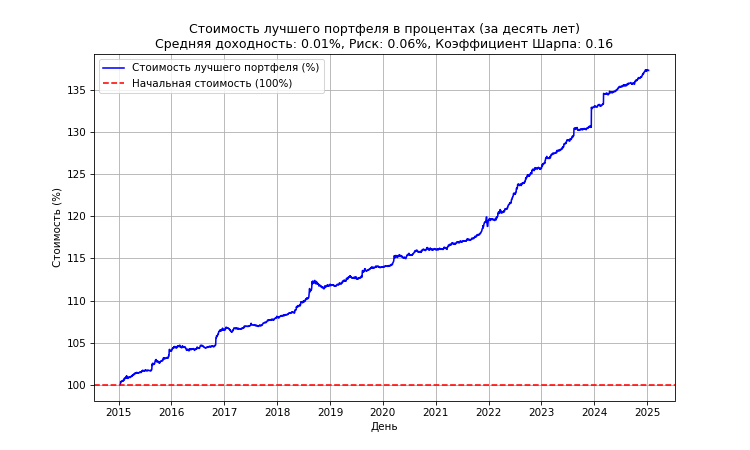 Стоимость лучшего портфеля в процентах (за десять лет)
Средняя доходность: 0.01%, Риск: 0.06%, Коэффициент Шарпа: 0.16
Стоимость лучшего портфеля (%)
Начальная стоимость (100%)
Стоимость (%)
135
130
125
120
115
110
105
100
2015 2016 2017 2018 2019 2020 2021 2022 2023 2024 2025
День